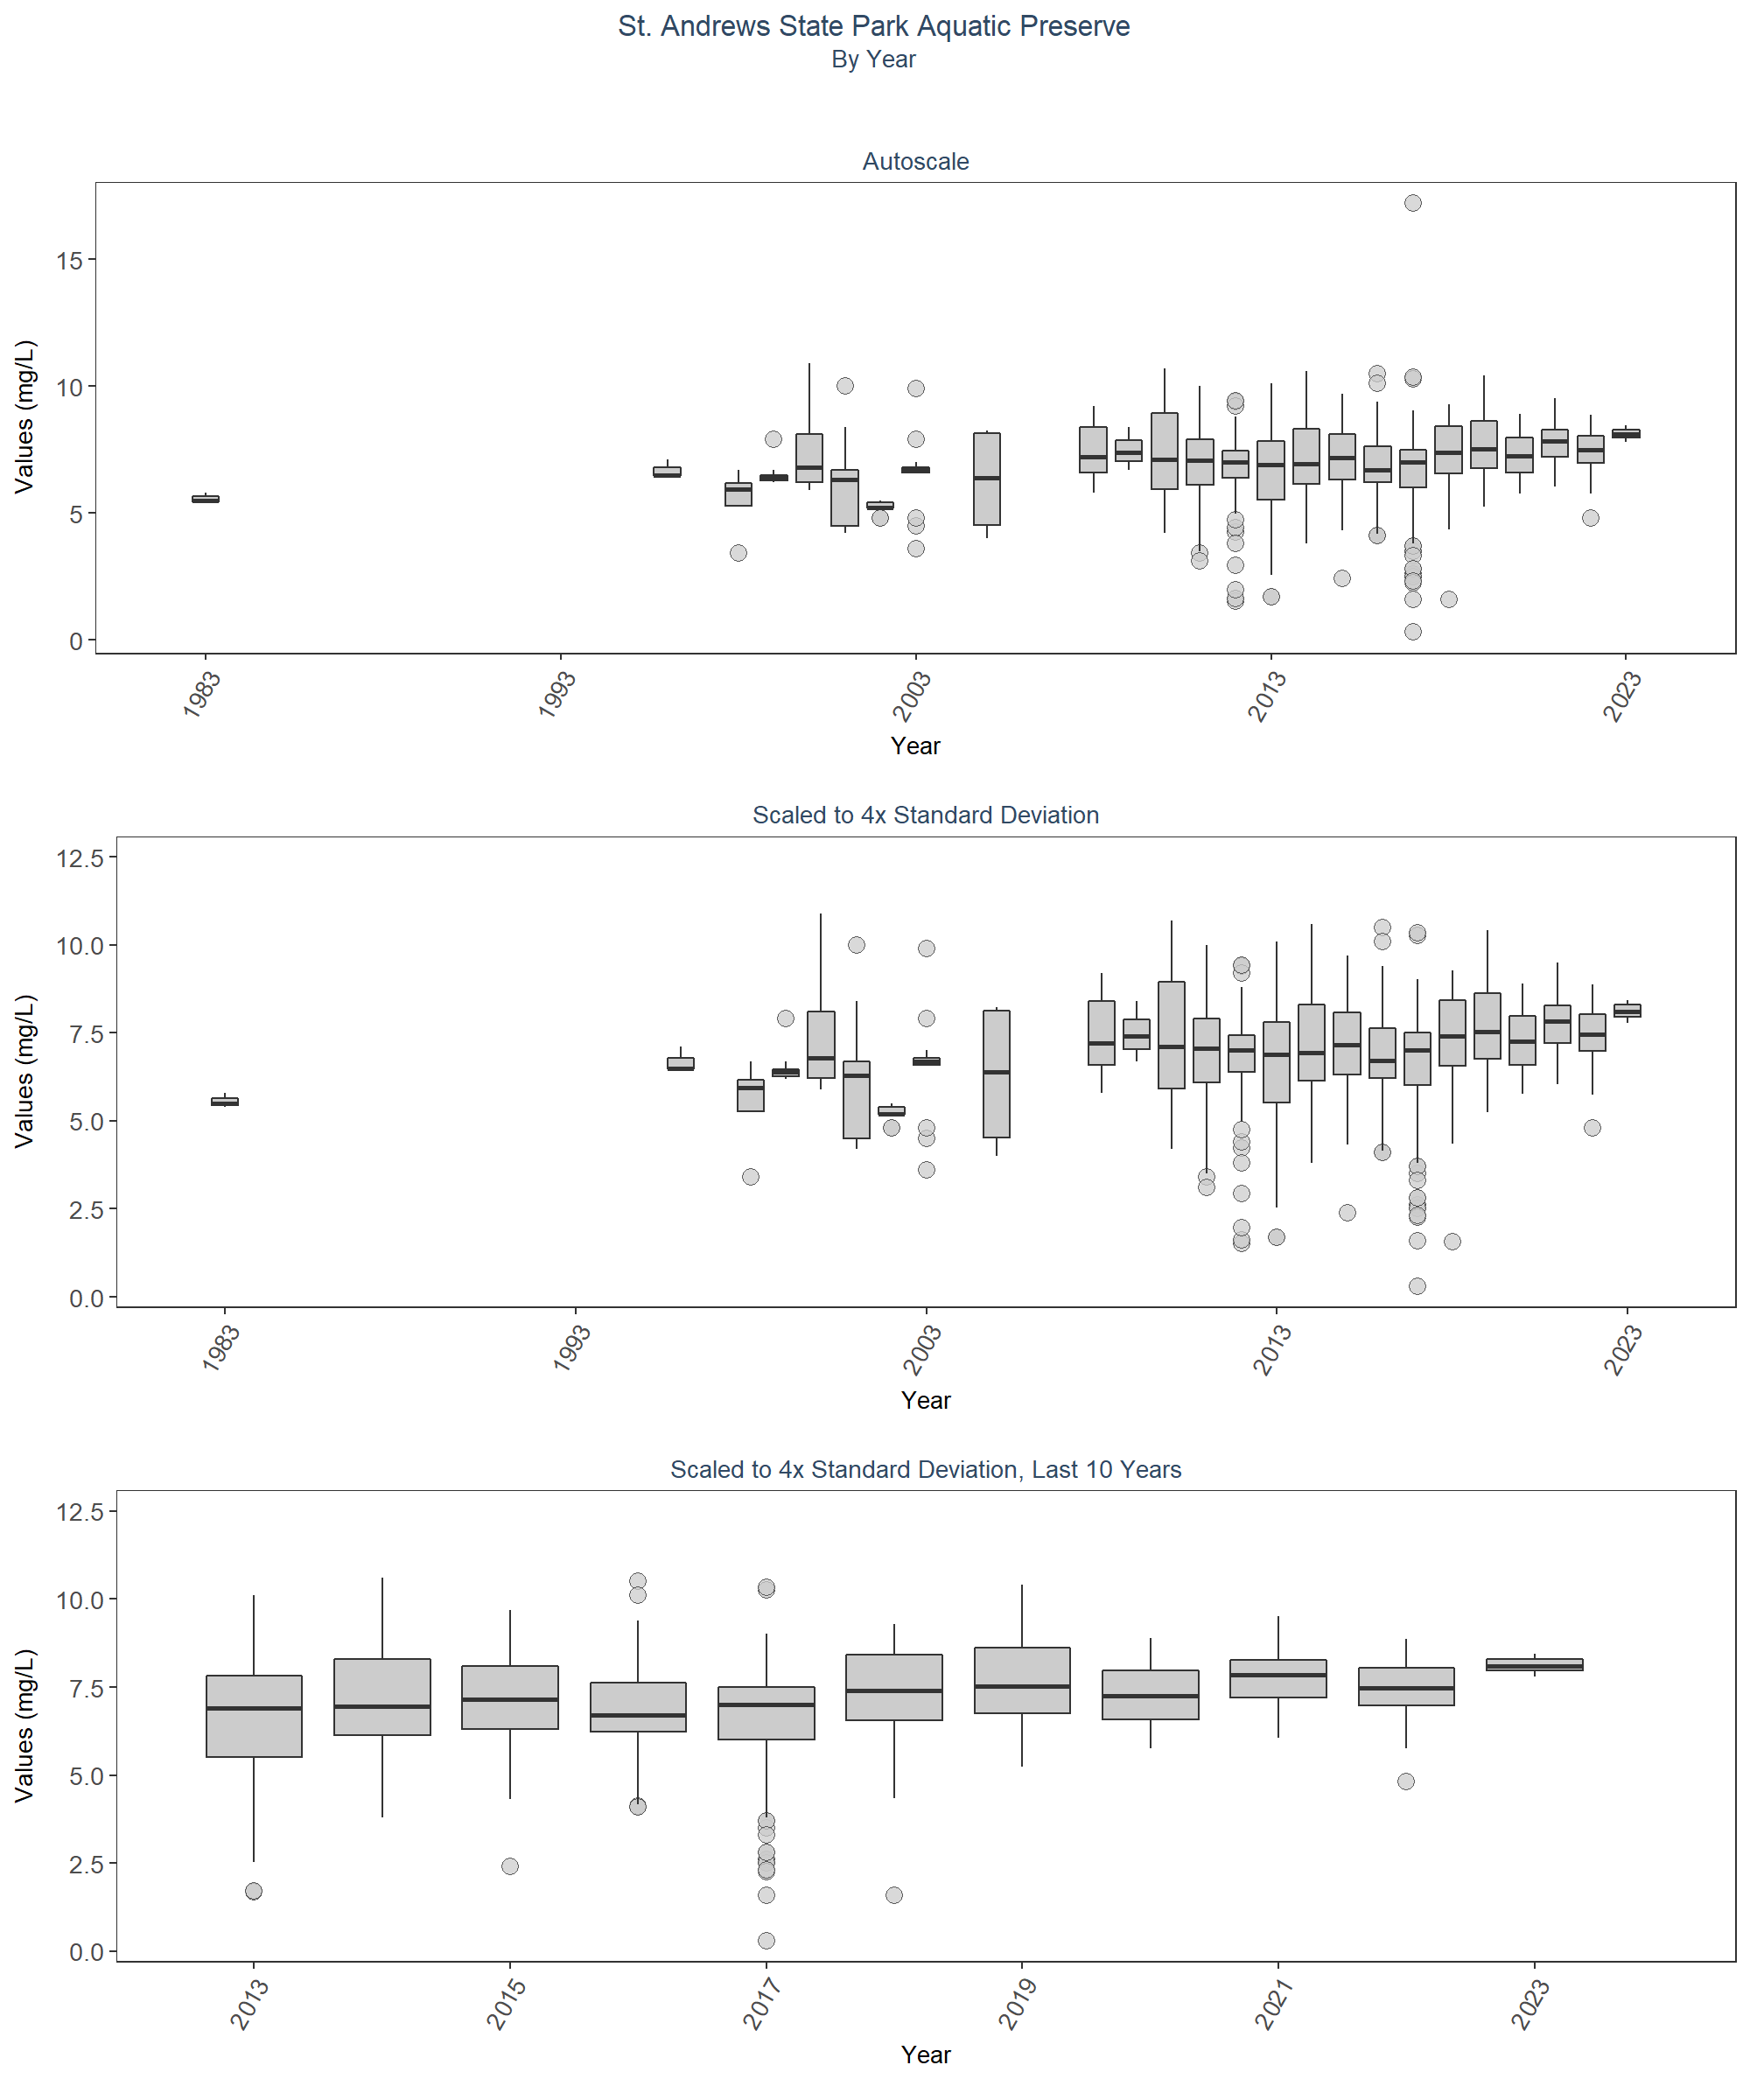 St. Andrews State Park Aquatic Preserve
By Year
Autoscale
Values (mg/L)
15
10
5
0
1983
1993
2003
2013
2023
Year
Scaled to 4x Standard Deviation
Values (mg/L)
12.5
10.0
7.5
5.0
2.5
0.0
1983
1993
2003
2013
2023
Year
Scaled to 4x Standard Deviation, Last 10 Years
Values (mg/L)
12.5
10.0
7.5
5.0
2.5
0.0
2013
2015
2017
2019
2021
2023
Year